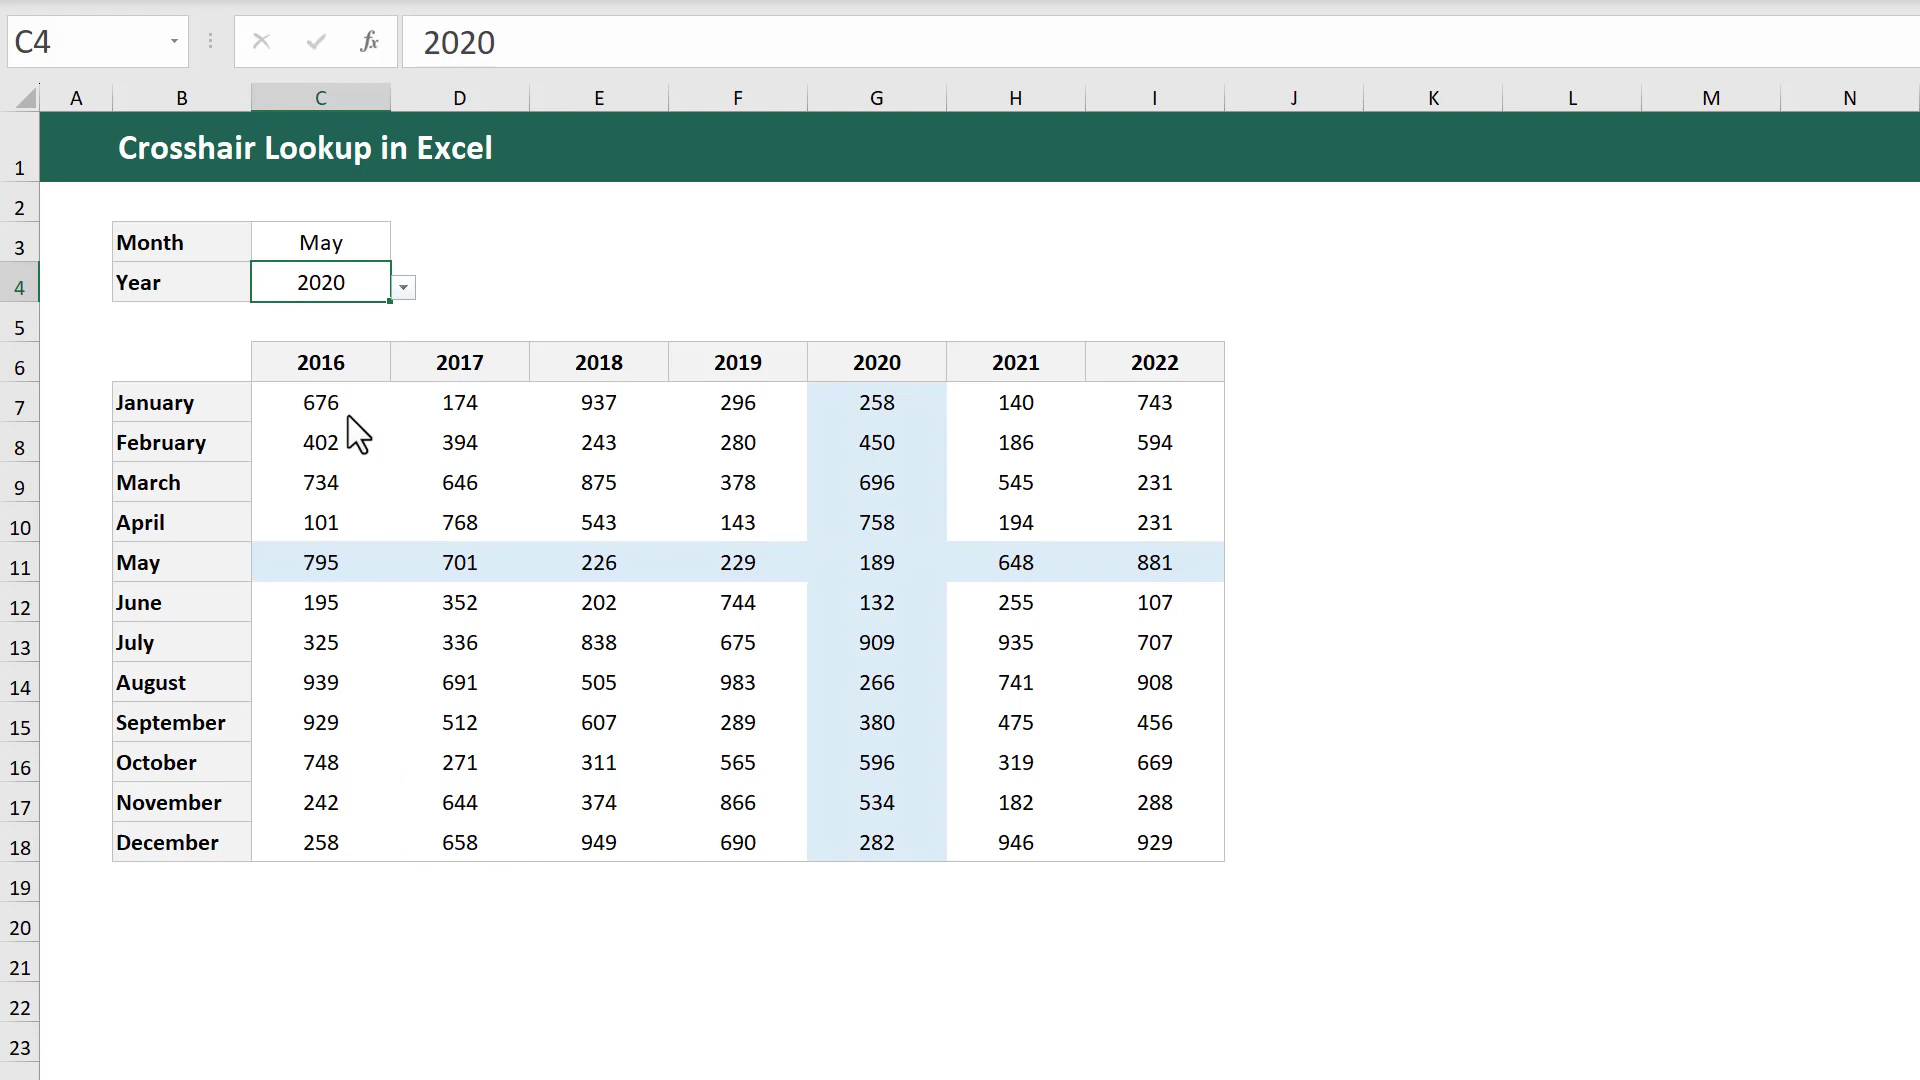 C4 fx 2020
A B C D E F G H I J K L M N
1 Crosshair Lookup in Excel
2
3 Month May
4 Year 2020
5
6 2016 2017 2018 2019 2020 2021 2022
7 January 676 174 937 296 258 140 743
8 February 402 394 243 280 450 186 594
9 March 734 646 875 378 696 545 231
10 April 101 768 543 143 758 194 231
11 May 795 701 226 229 189 648 881
12 June 195 352 202 744 132 255 107
13 July 325 336 838 675 909 935 707
14 August 939 691 505 983 266 741 908
15 September 929 512 607 289 380 475 456
16 October 748 271 311 565 596 319 669
17 November 242 644 374 866 534 182 288
18 December 258 658 949 690 282 946 929
19
20
21
22
23